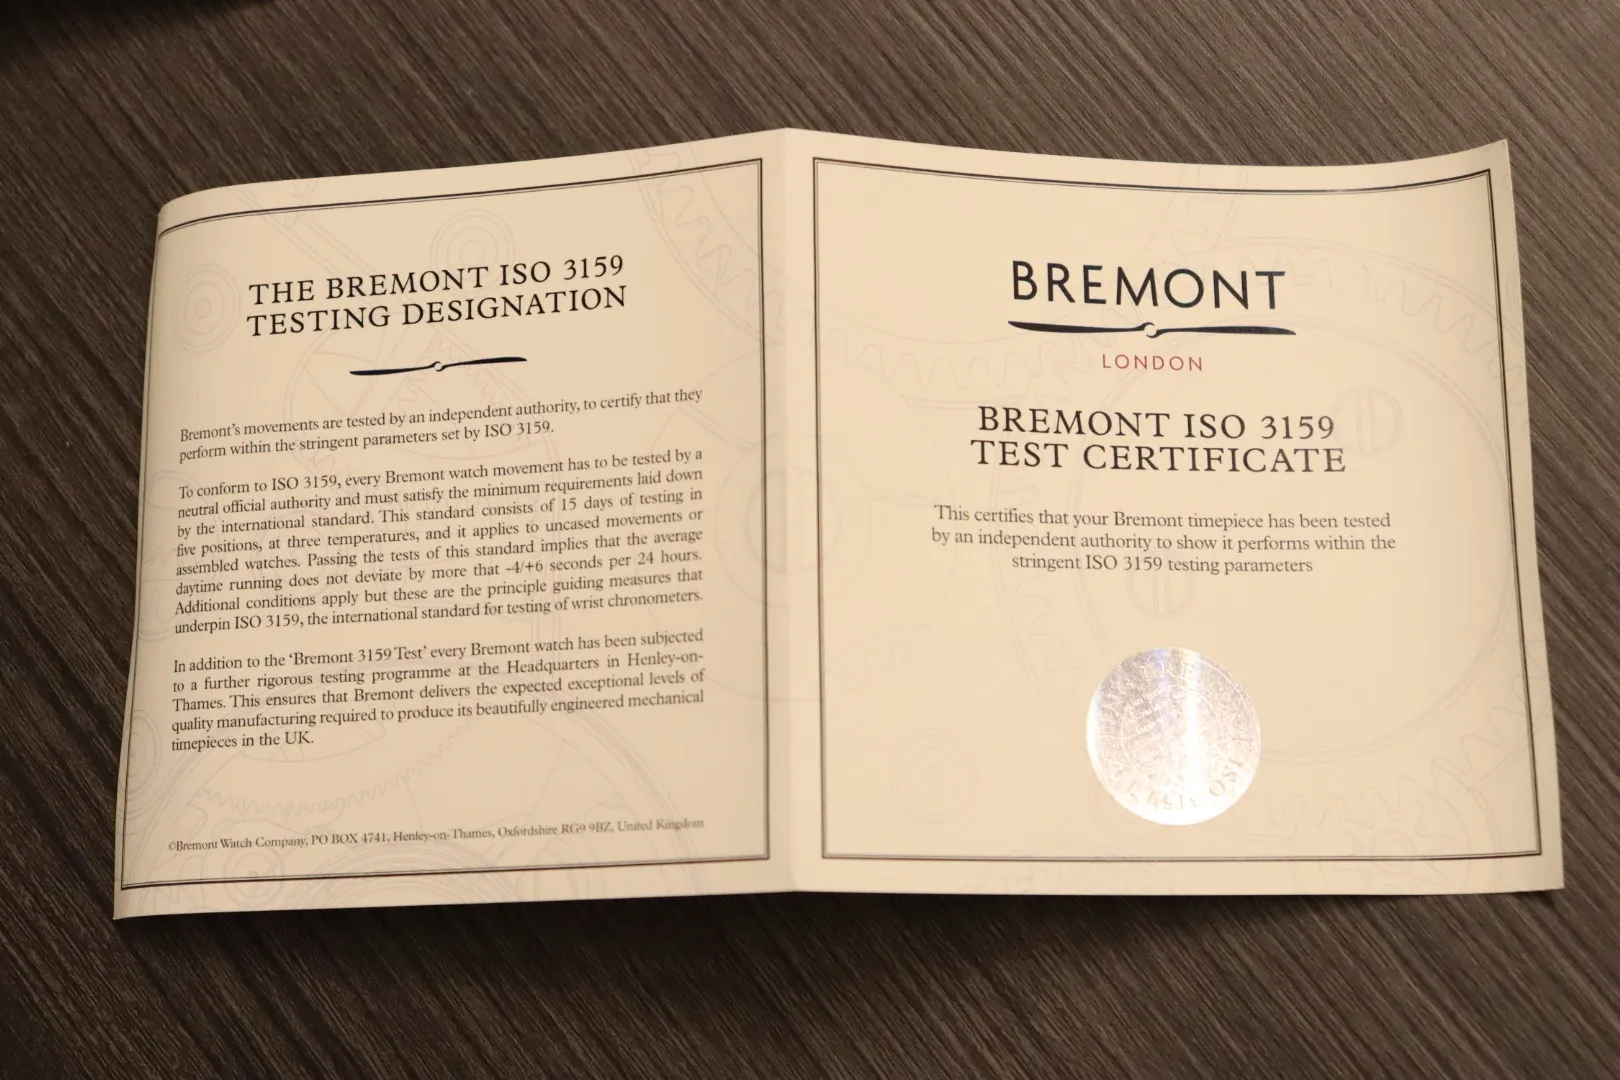 THE BREMONT ISO 3159
TESTING DESIGNATION
Bremont's movements are tested by an independent authority, to certify that they
perform within the stringent parameters set by ISO 3159.
To conform to ISO 3159, every Bremont watch movement has to be tested by a
neutral official authority and must satisfy the minimum requirements laid down
by the international standard. This standard consists of 15 days of testing in
five positions, at three temperatures, and it applies to uncased movements or
assembled watches. Passing the tests of this standard implies that the average
daytime running does not deviate by more that -4/+6 seconds per 24 hours.
Additional conditions apply but these are the principle guiding measures that
underpin ISO 3159, the international standard for testing of wrist chronometers.
In addition to the 'Bremont 3159 Test' every Bremont watch has been subjected
to a further rigorous testing programme at the Headquarters in Henley-on-
Thames. This ensures that Bremont delivers the expected exceptional levels of
quality manufacturing required to produce its beautifully engineered mechanical
timepieces in the UK.
©Bremont Watch Company, PO BOX 4741, Henley-on-Thames, Oxfordshire RG9 9BZ, United Kingdom
BREMONT
LONDON
BREMONT ISO 3159
TEST CERTIFICATE
This certifies that your Bremont timepiece has been tested
by an independent authority to show it performs within the
stringent ISO 3159 testing parameters
ISO 3159